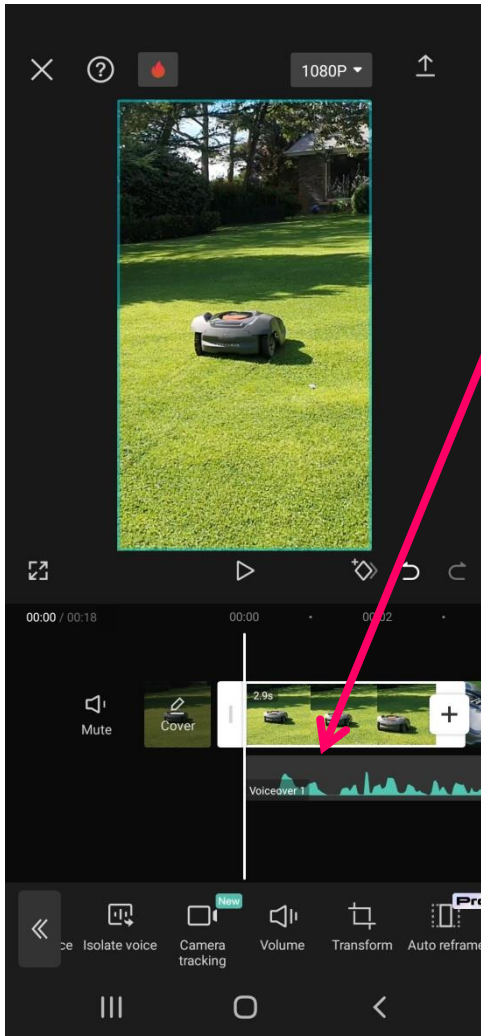 1080P
00:00 / 00:18
00:00
00:02
2.9s
Mute
Cover
Voiceover 1
New
Pro
ce
Isolate voice
Camera
tracking
Volume
Transform
Auto reframe